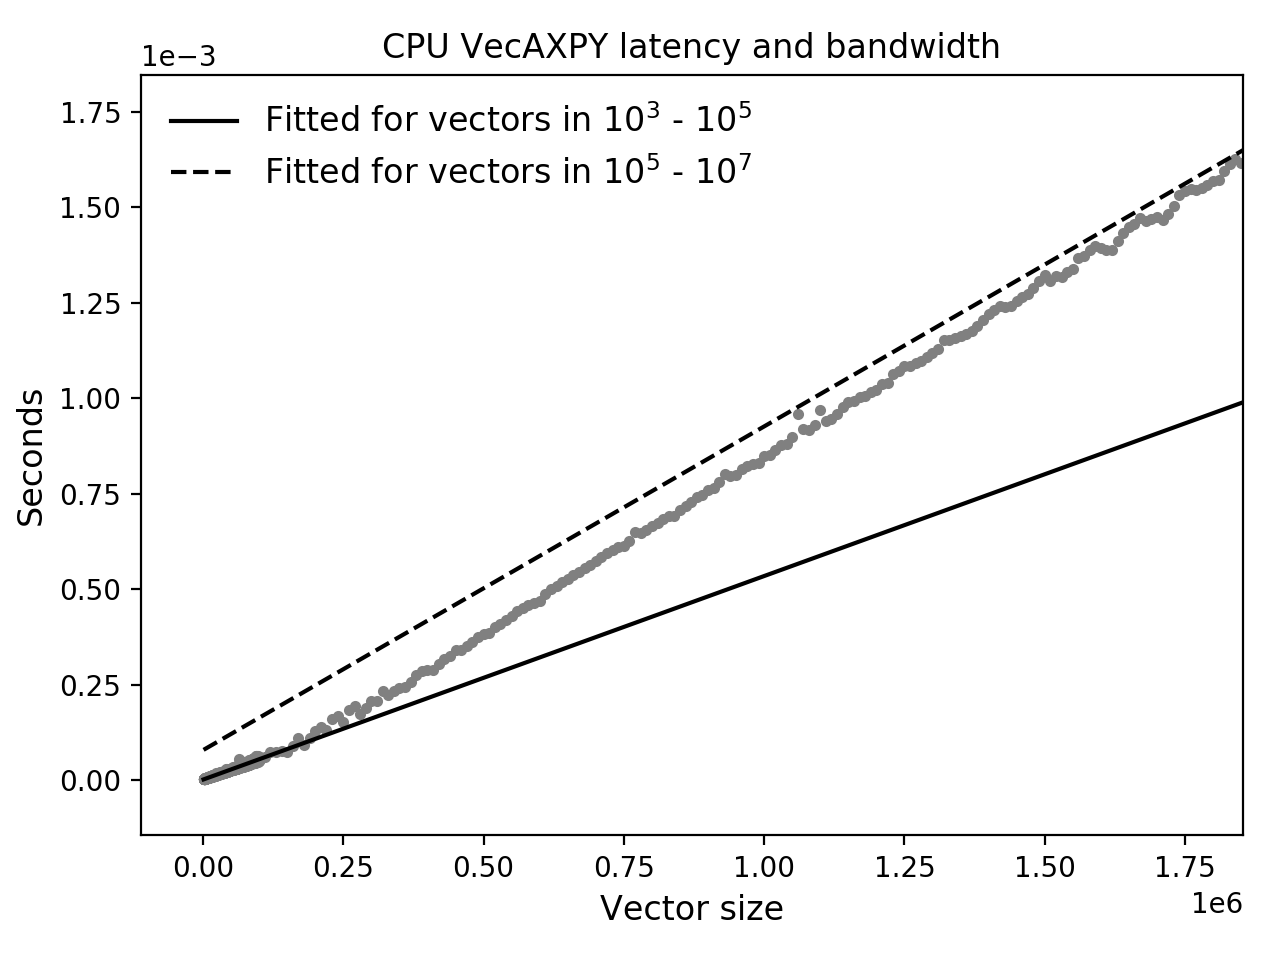 CPU VecAXPY latency and bandwidth
1e−3
Fitted for vectors in 10³ - 10⁵
Fitted for vectors in 10⁵ - 10⁷
1.75
1.50
1.25
1.00
0.75
0.50
0.25
0.00
Seconds
0.00 0.25 0.50 0.75 1.00 1.25 1.50 1.75
1e6
Vector size